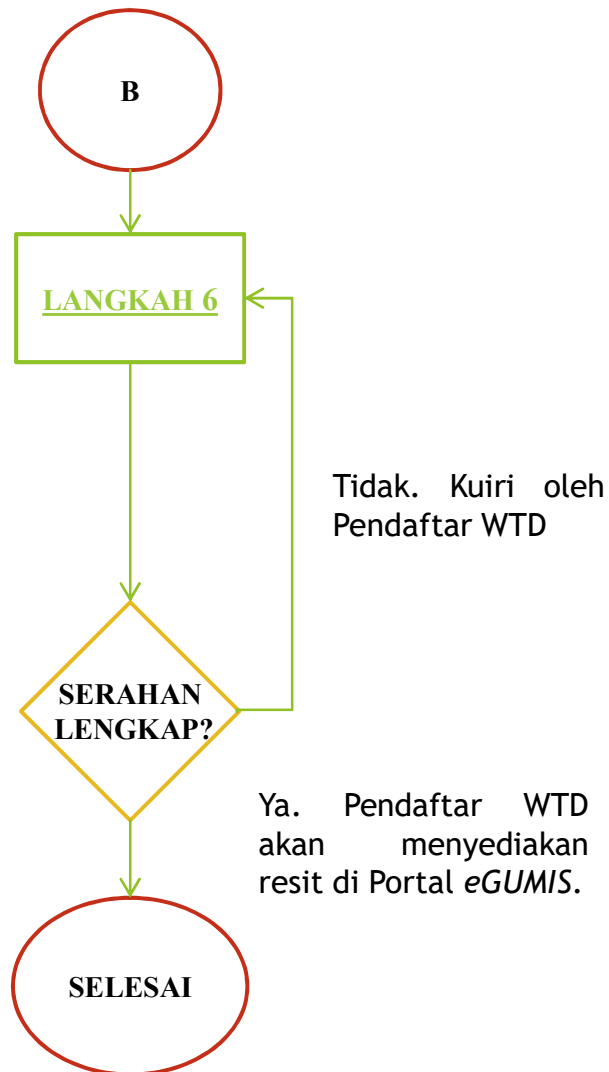 B
LANGKAH 6
Tidak. Kuiri oleh
Pendaftar WTD
SERAHAN
LENGKAP?
Ya. Pendaftar WTD
akan menyediakan
resit di Portal eGUMIS.
SELESAI